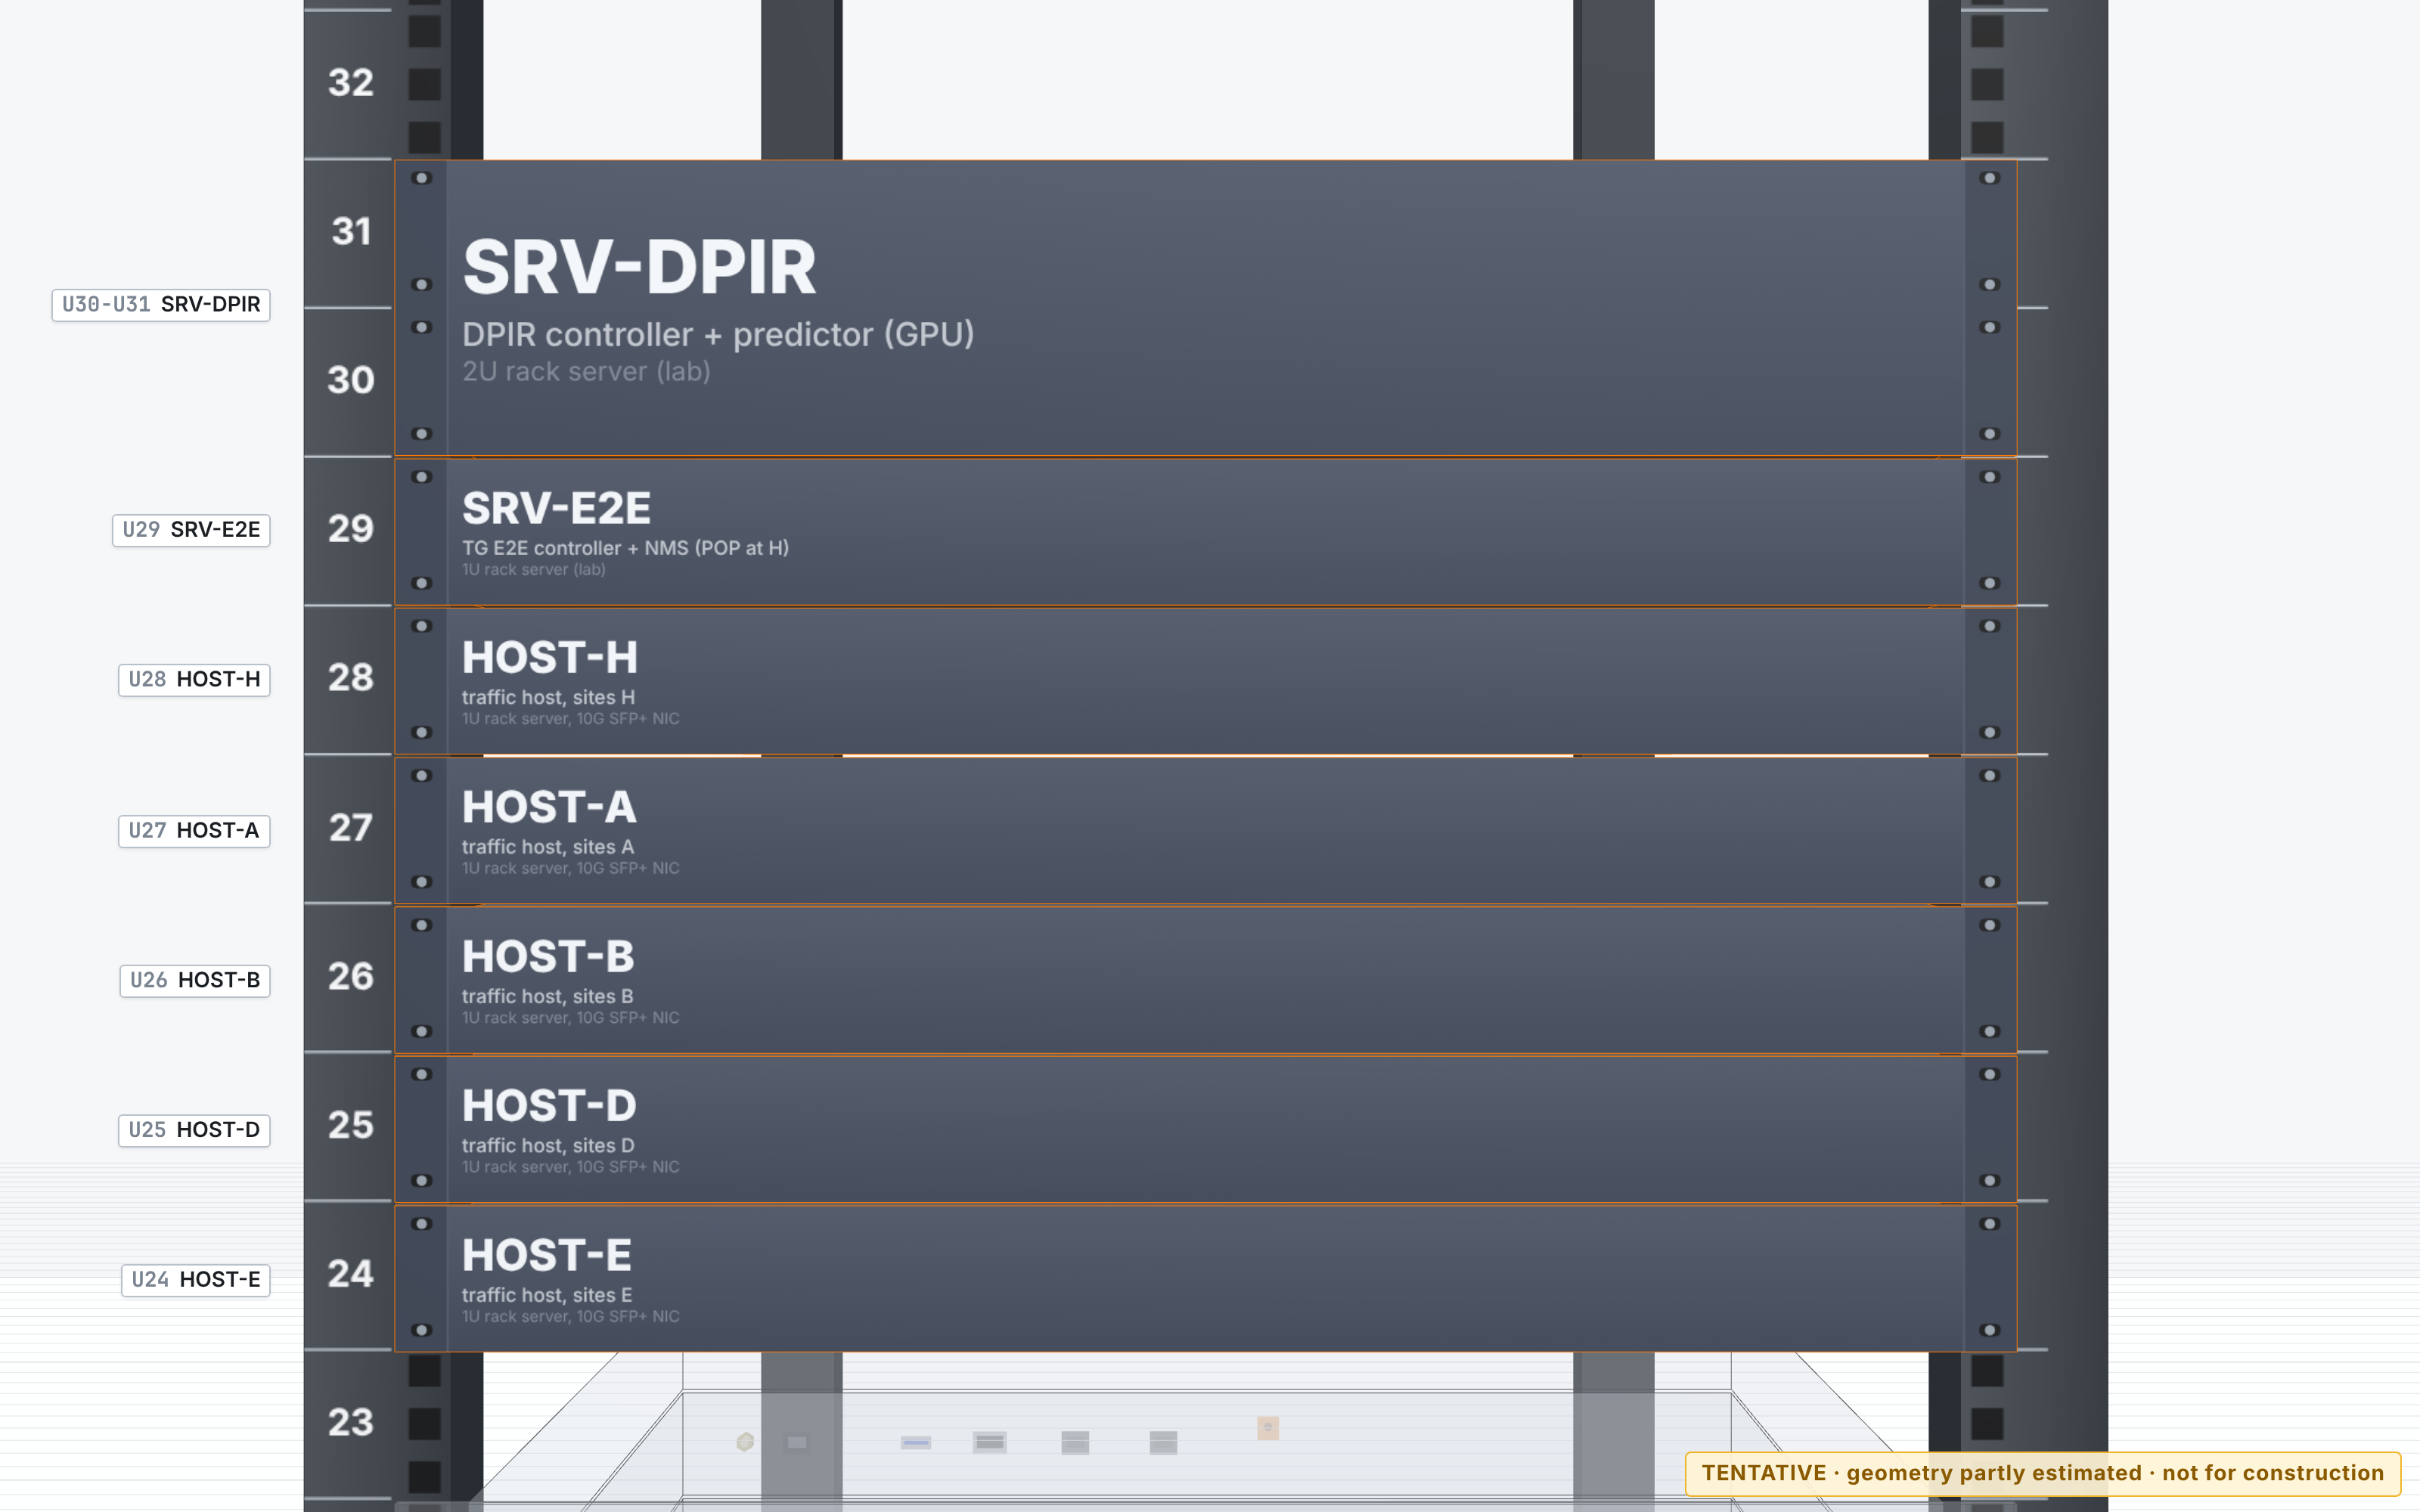 32
31
U30-U31 SRV-DPIR
SRV-DPIR
DPIR controller + predictor (GPU)
2U rack server (lab)
30
U29 SRV-E2E
29
SRV-E2E
TG E2E controller + NMS (POP at H)
1U rack server (lab)
U28 HOST-H
28
HOST-H
traffic host, sites H
1U rack server, 10G SFP+ NIC
U27 HOST-A
27
HOST-A
traffic host, sites A
1U rack server, 10G SFP+ NIC
U26 HOST-B
26
HOST-B
traffic host, sites B
1U rack server, 10G SFP+ NIC
U25 HOST-D
25
HOST-D
traffic host, sites D
1U rack server, 10G SFP+ NIC
U24 HOST-E
24
HOST-E
traffic host, sites E
1U rack server, 10G SFP+ NIC
23
TENTATIVE · geometry partly estimated · not for construction